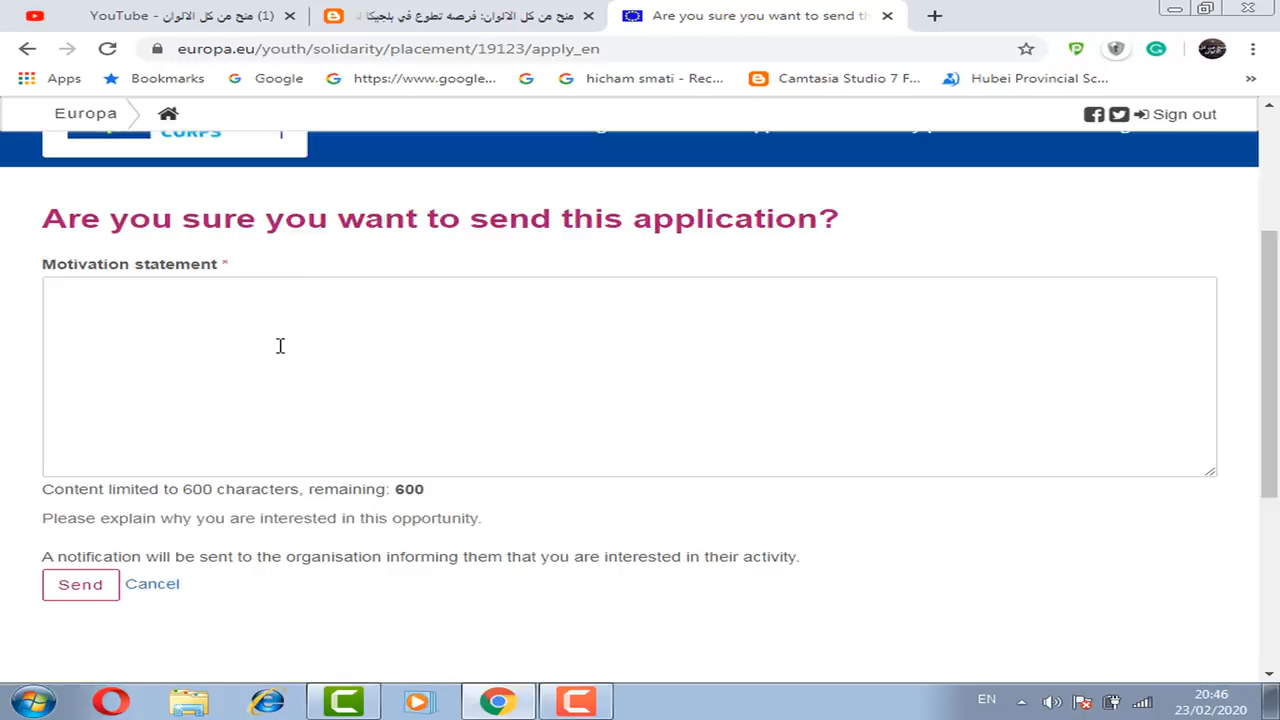 YouTube - منح من كل الالوان (1)
منح من كل الالوان: فرصه تطوع في بلجيكا ل
Are you sure you want to send th
europa.eu/youth/solidarity/placement/19123/apply_en
Apps
Bookmarks
Google
https://www.google...
hicham smati - Rec...
Camtasia Studio 7 F...
Hubei Provincial Sc...
»
Europa
Sign out
CORPS
Are you sure you want to send this application?
Motivation statement *
Content limited to 600 characters, remaining: 600
Please explain why you are interested in this opportunity.
A notification will be sent to the organisation informing them that you are interested in their activity.
Send Cancel
EN
20:46
23/02/2020